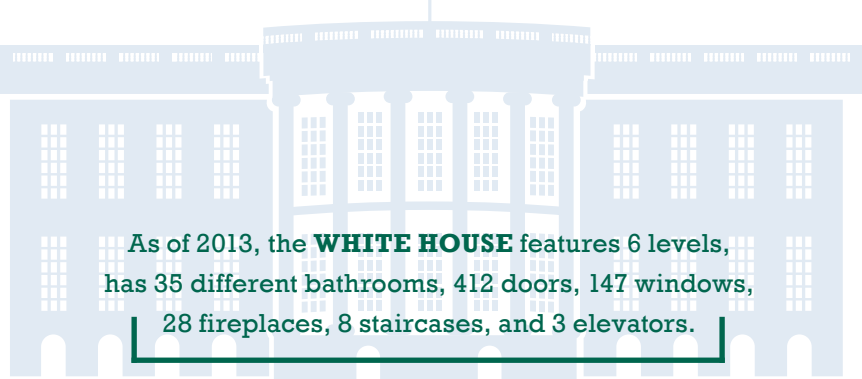 As of 2013, the WHITE HOUSE features 6 levels,
has 35 different bathrooms, 412 doors, 147 windows,
28 fireplaces, 8 staircases, and 3 elevators.